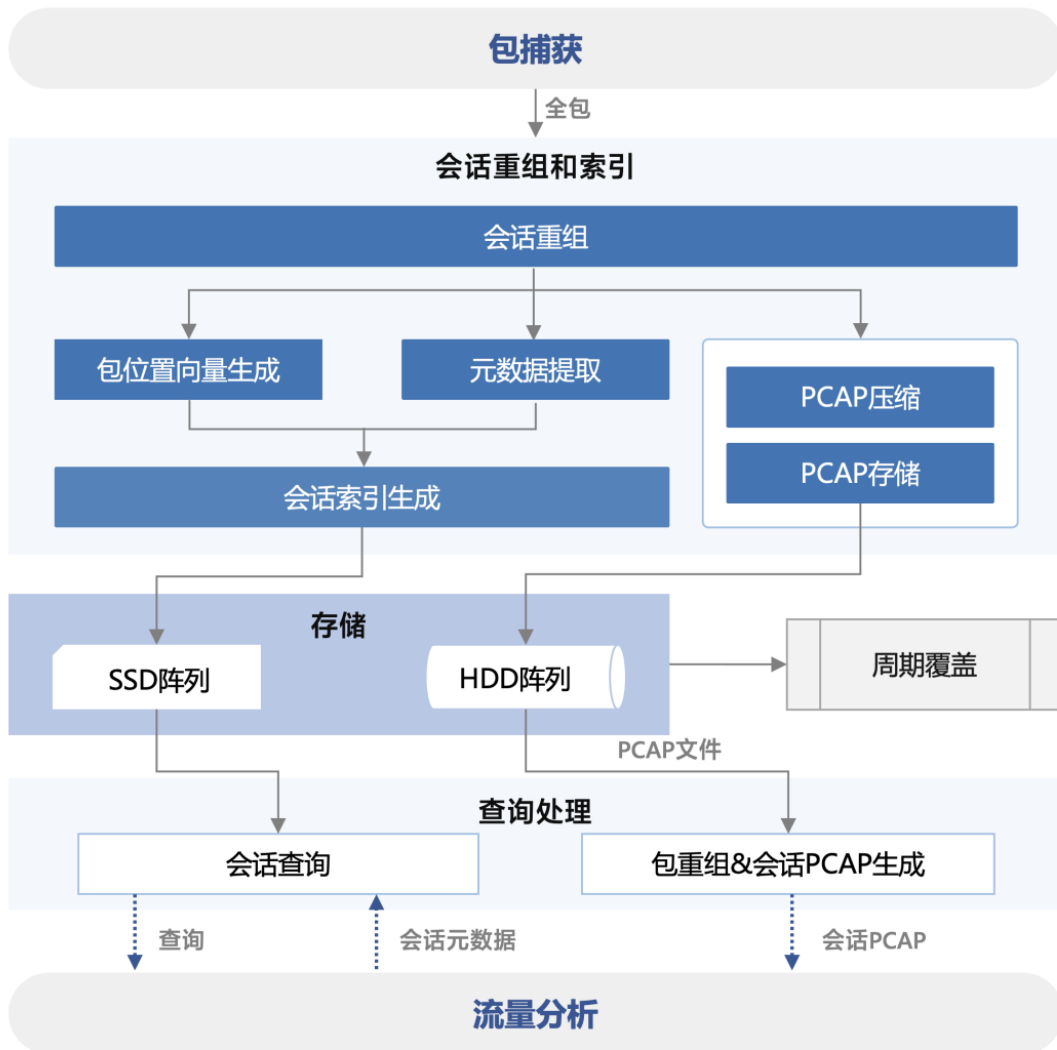 包捕获
全包
会话重组和索引
会话重组
包位置向量生成
元数据提取
PCAP压缩
PCAP存储
会话索引生成
存储
SSD阵列
HDD阵列
周期覆盖
PCAP文件
查询处理
会话查询
包重组&会话PCAP生成
查询
会话元数据
会话PCAP
流量分析